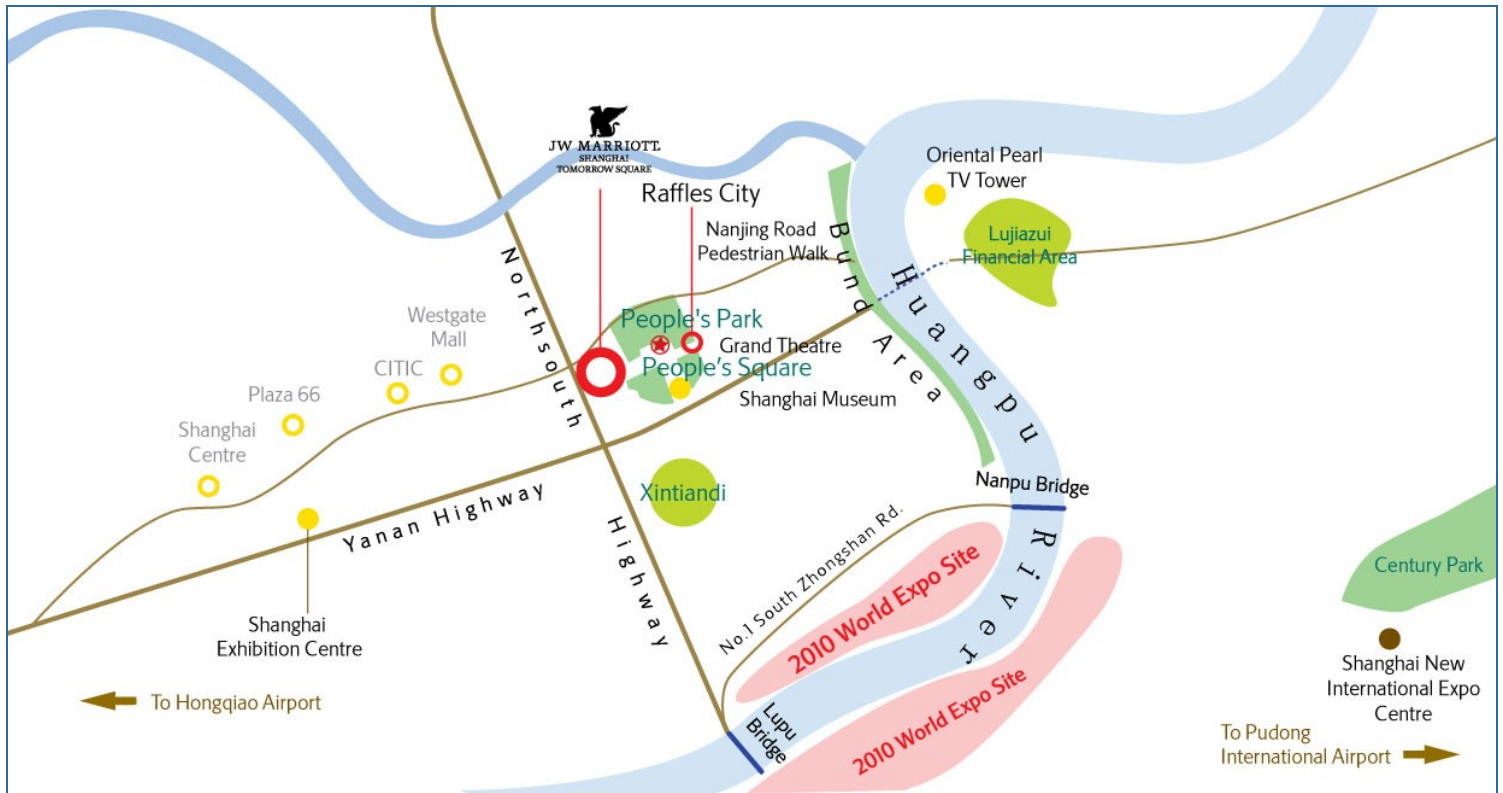 JW MARRIOTT.
SHANGHAI
TOMORROW SQUARE
Raffles City
Oriental Pearl
TV Tower
Nanjing Road
Pedestrian Walk
Lujiazui
Financial Area
Bund Area
Huangpu River
Northsouth Highway
Westgate
Mall
CITIC
Plaza 66
Shanghai
Centre
People's Park
Grand Theatre
People's Square
Shanghai Museum
Xintiandi
Yanan Highway
Nanpu Bridge
No.1 South Zhongshan Rd.
2010 World Expo Site
2010 World Expo Site
Lupu
Bridge
Century Park
Shanghai
Exhibition Centre
Shanghai New
International Expo
Centre
To Hongqiao Airport
To Pudong
International Airport